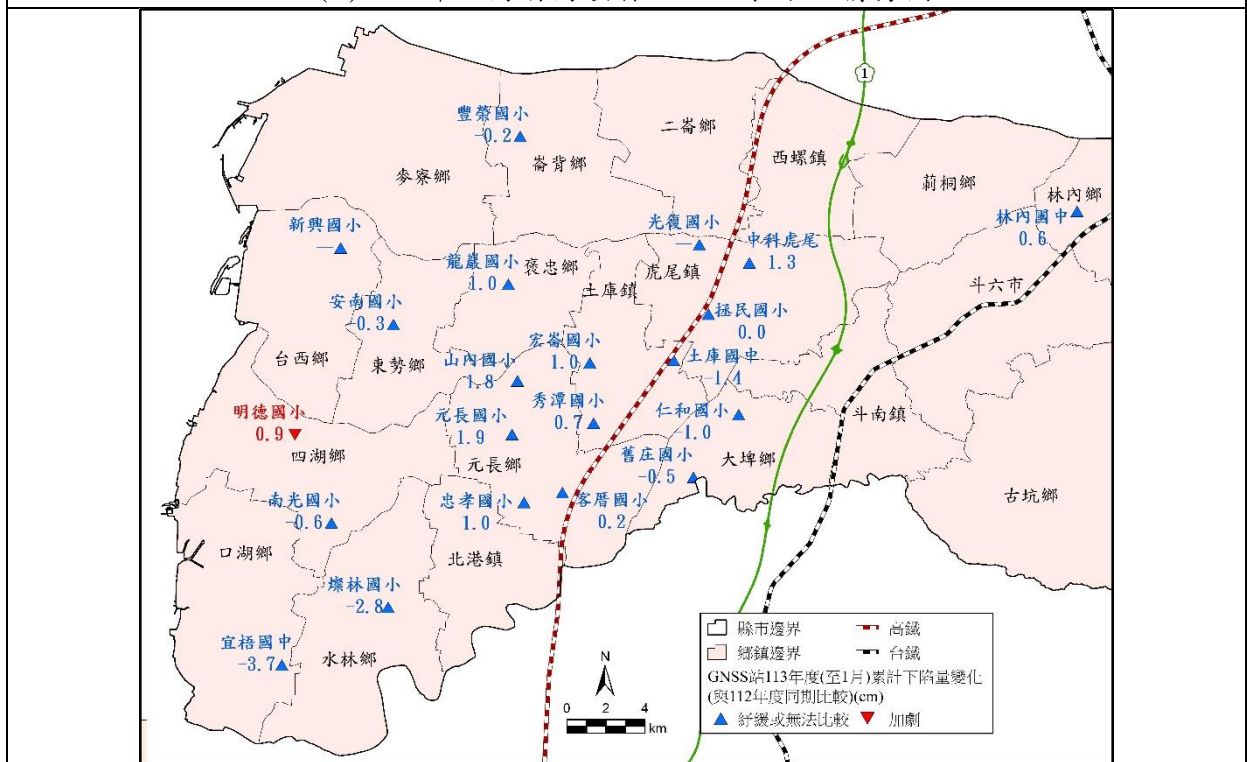 豐榮國小
-0.2
二崙鄉
崙背鄉
麥寮鄉
西螺鎮
莿桐鄉
林內鄉
林內國中
0.6
1
新興國小
—
光復國小
—
中科虎尾
1.3
龍巖國小
1.0
褒忠鄉
土庫鎮
虎尾鎮
斗六市
安南國小
-0.3
拯民國小
0.0
台西鄉
東勢鄉
宏崙國小
1.0
山內國小
1.8
土庫國中
-1.4
明德國小
0.9
元長國小
1.9
秀潭國小
0.7
仁和國小
-1.0
斗南鎮
四湖鄉
元長鄉
舊庄國小
-0.5
大埤鄉
古坑鄉
南光國小
-0.6
忠孝國小
1.0
客厝國小
0.2
口湖鄉
北港鎮
燦林國小
-2.8
宜梧國中
-3.7
水林鄉
N
0 2 4
km
縣市邊界
高鐵
鄉鎮邊界
台鐵
GNSS站113年度(至1月)累計下陷量變化
(與112年度同期比較)(cm)
紓緩或無法比較
加劇